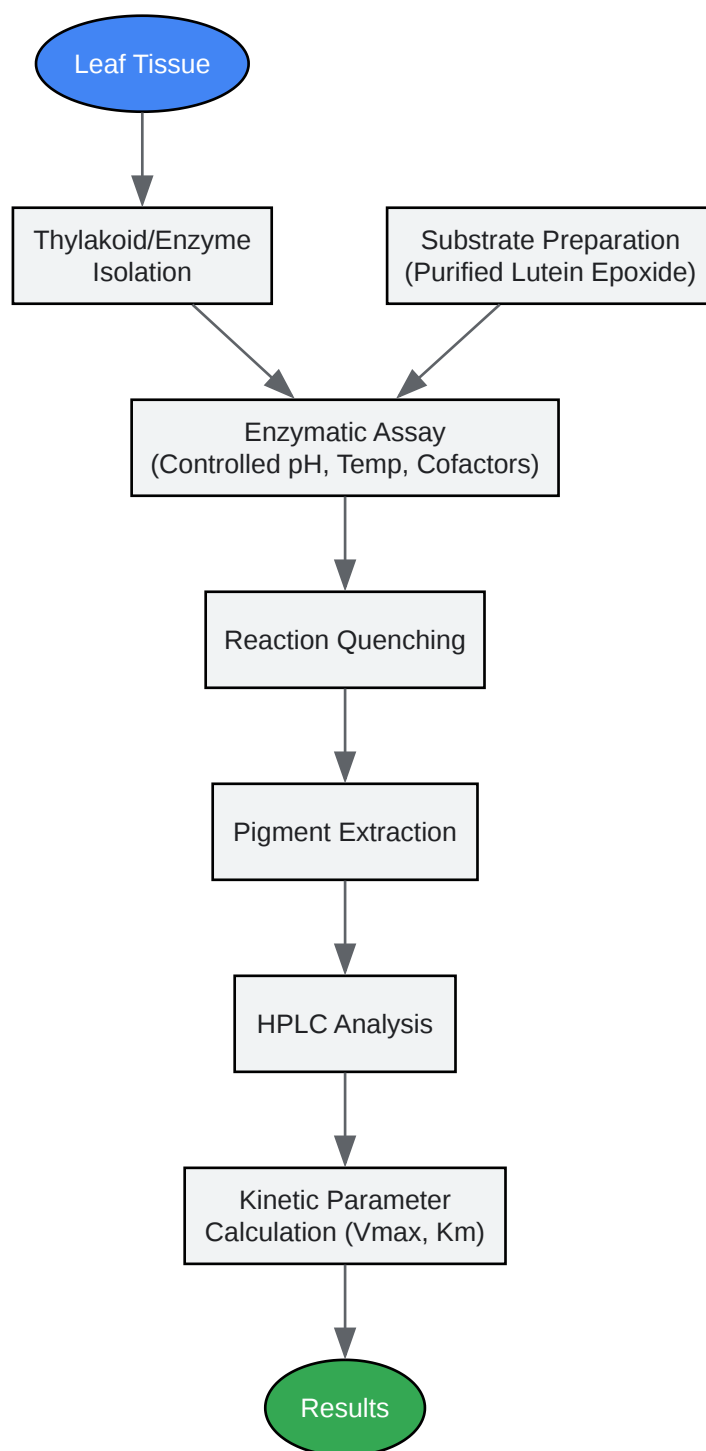 Leaf Tissue
Thylakoid/Enzyme
Isolation
Substrate Preparation
(Purified Lutein Epoxide)
Enzymatic Assay
(Controlled pH, Temp, Cofactors)
Reaction Quenching
Pigment Extraction
HPLC Analysis
Kinetic Parameter
Calculation (Vmax, Km)
Results